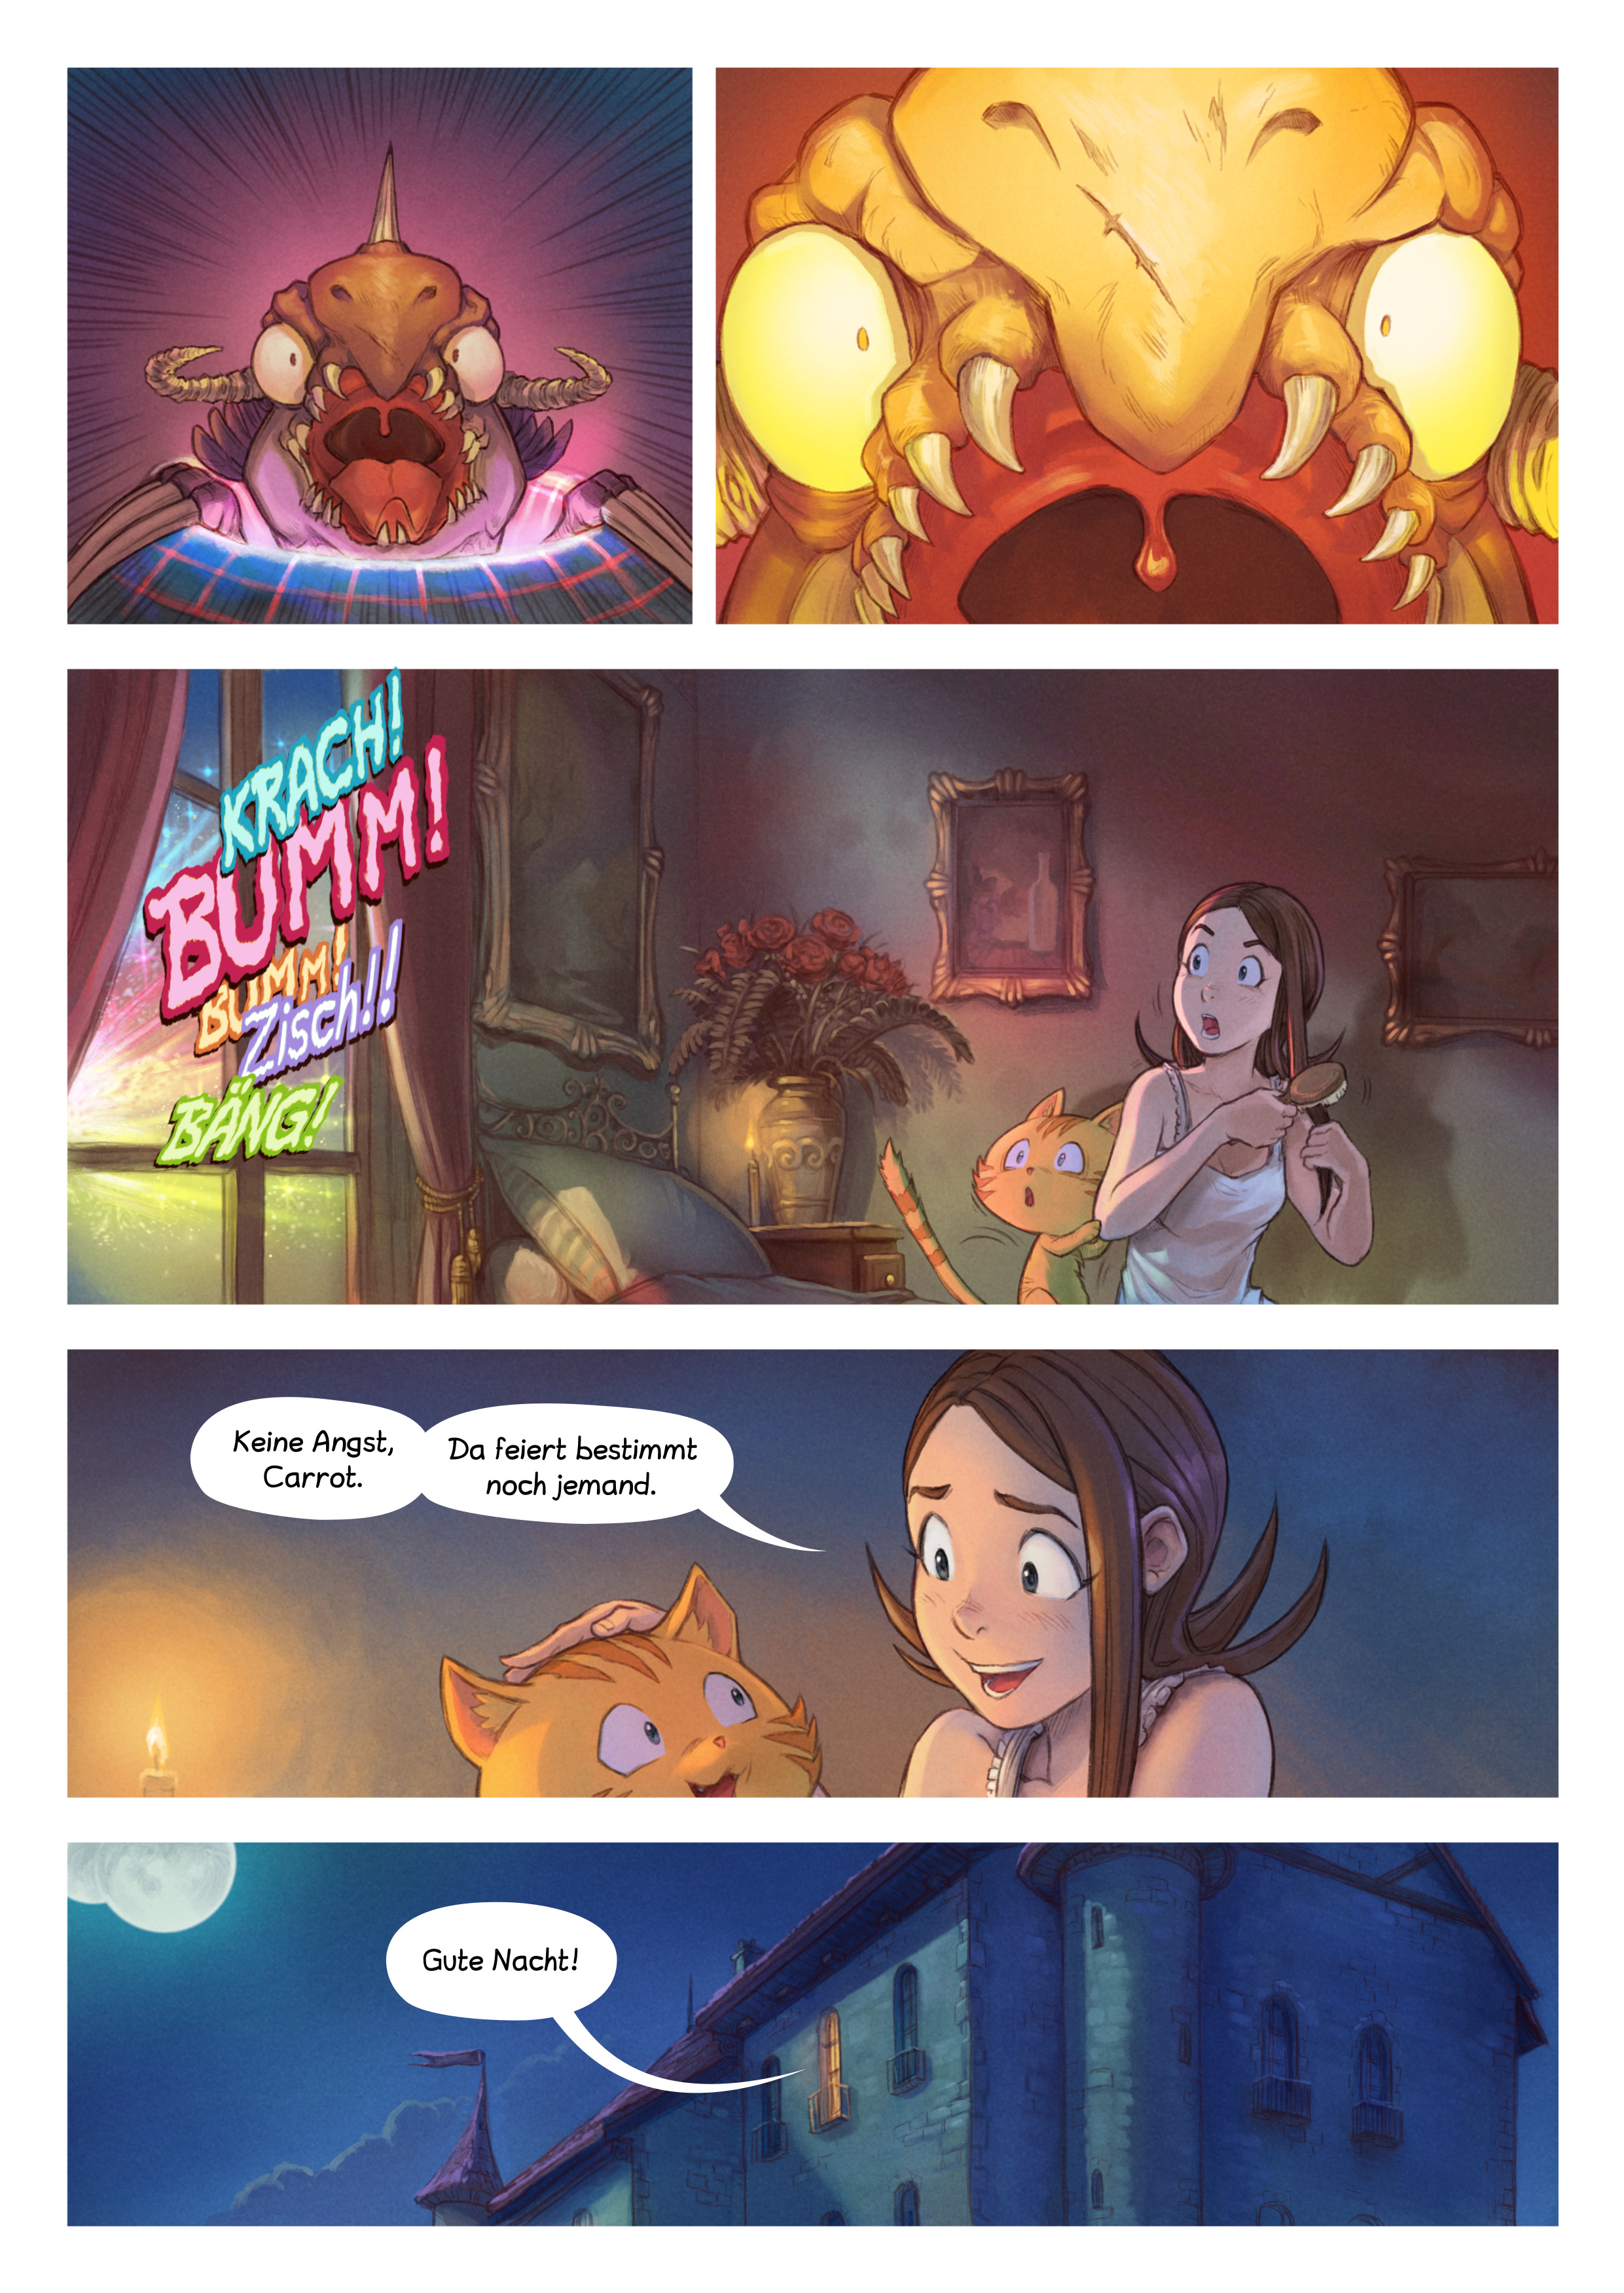 KRACH!
BUMM!
BUMM!
Zisch!!
BÄNG!
Keine Angst,
Carrot.
Da feiert bestimmt
noch jemand.
Gute Nacht!